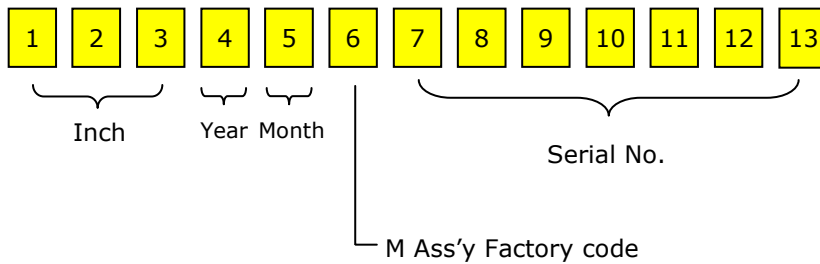 1 2 3 4 5 6 7 8 9 10 11 12 13
Inch Year Month
Serial No.
M Ass'y Factory code